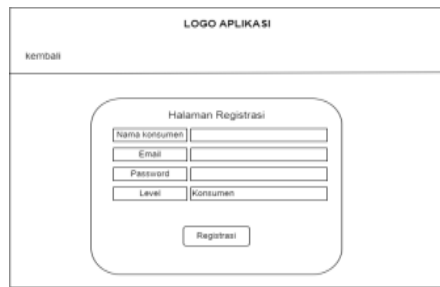 LOGO APLIKASI
kembali
Halaman Registrasi
Nama konsumen
Email
Password
Level Konsumen
Registrasi